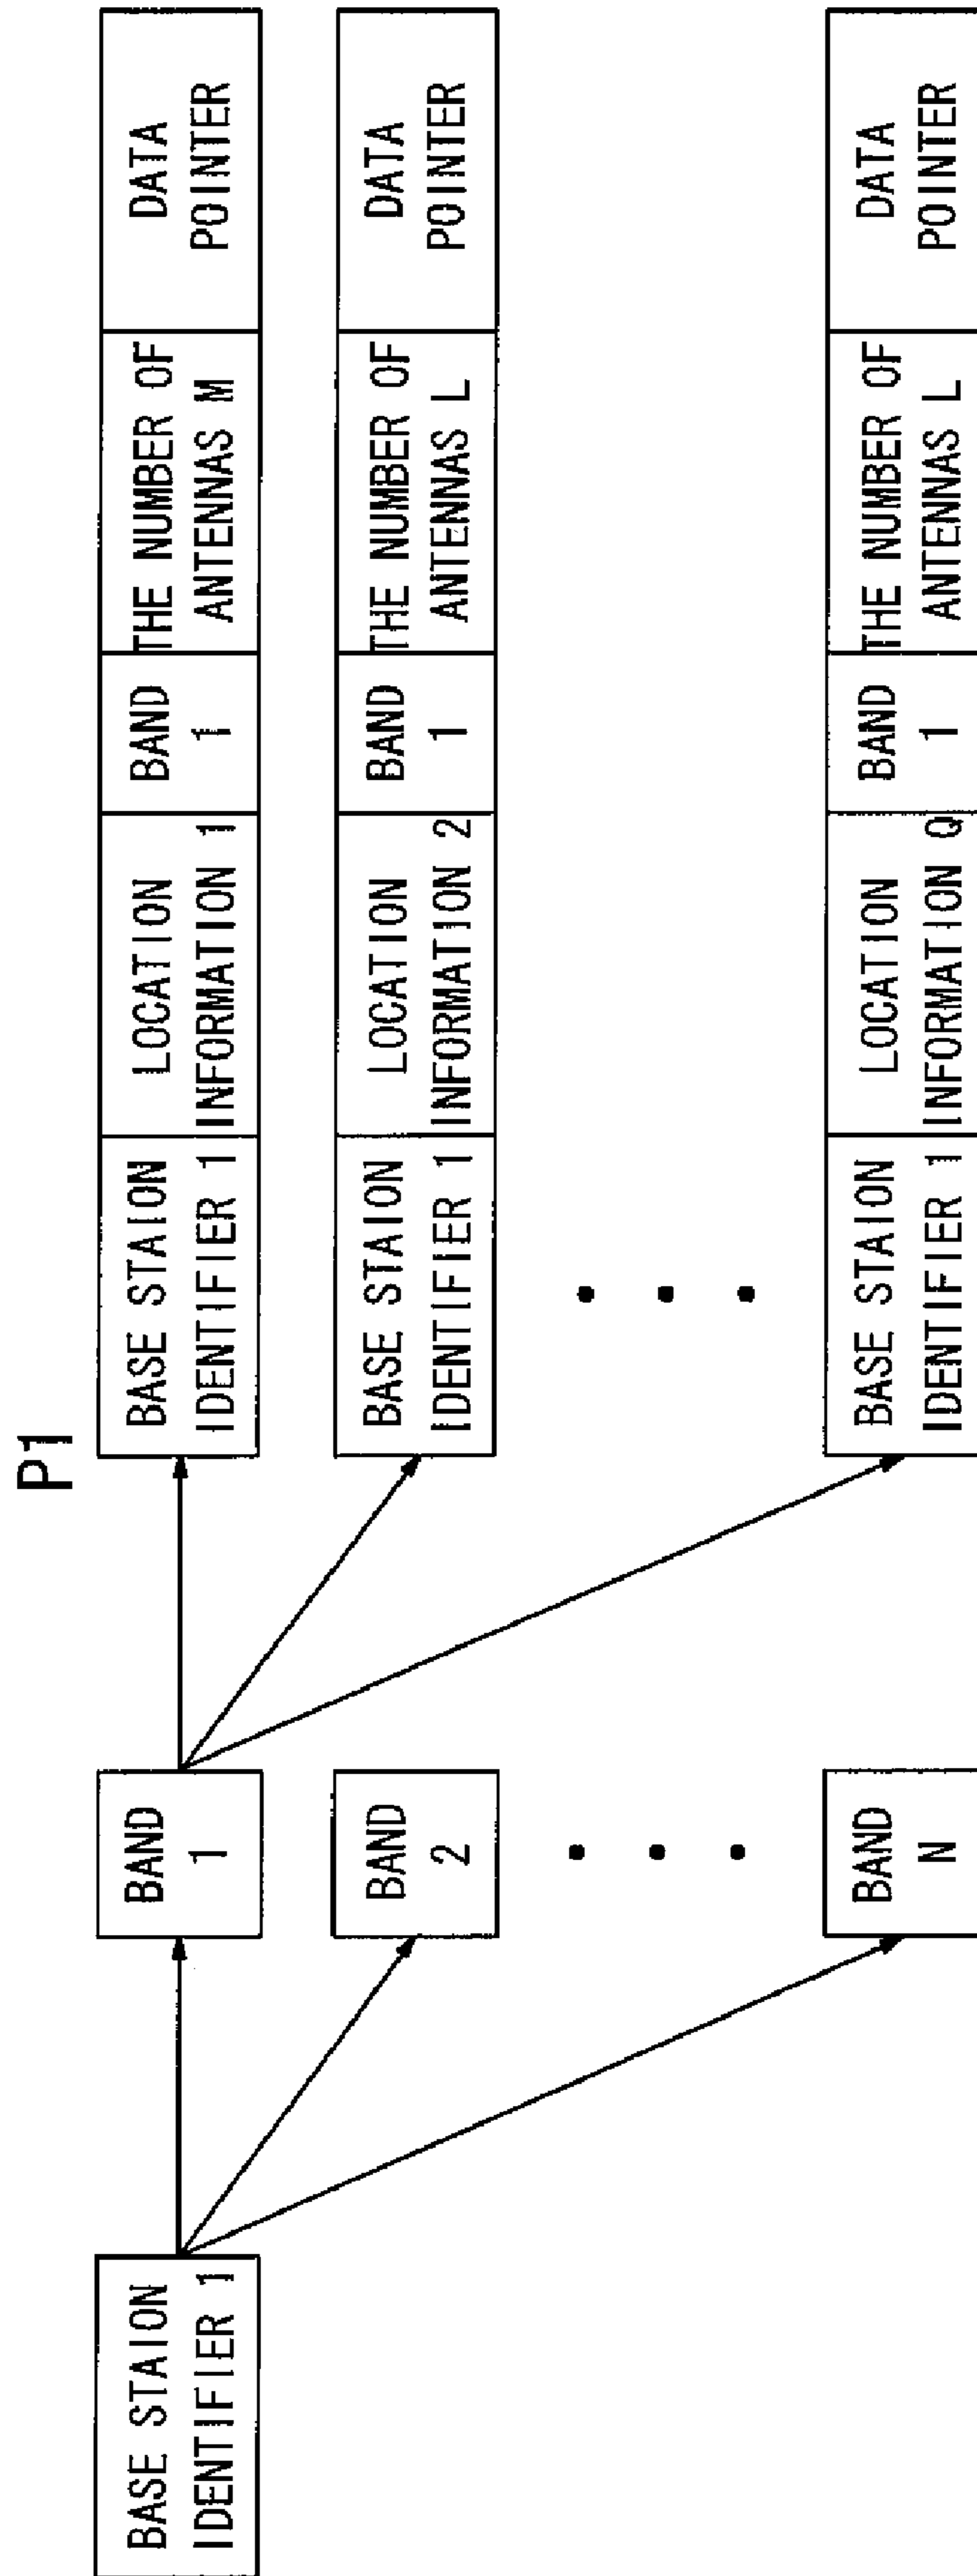 P1
BASE STAION
IDENTIFIER 1
BAND
1
BASE STAION
IDENTIFIER 1
LOCATION
INFORMATION 1
BAND
1
THE NUMBER OF
ANTENNAS M
DATA
POINTER
BAND
2
BASE STAION
IDENTIFIER 1
LOCATION
INFORMATION 2
BAND
1
THE NUMBER OF
ANTENNAS L
DATA
POINTER
BAND
N
BASE STAION
IDENTIFIER 1
LOCATION
INFORMATION Q
BAND
1
THE NUMBER OF
ANTENNAS L
DATA
POINTER